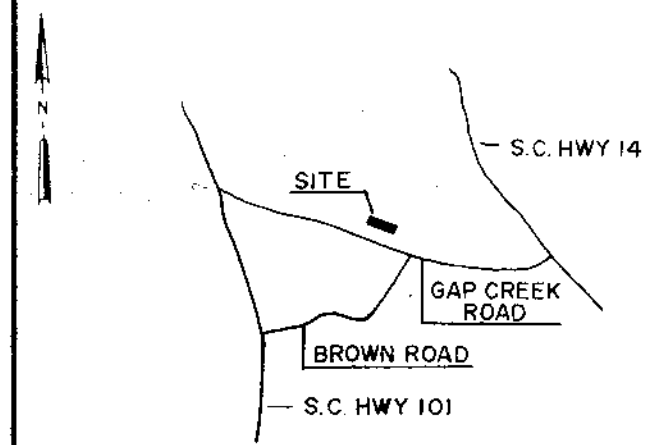 N
S.C. HWY 14
SITE
GAP CREEK
ROAD
BROWN ROAD
S.C. HWY 101